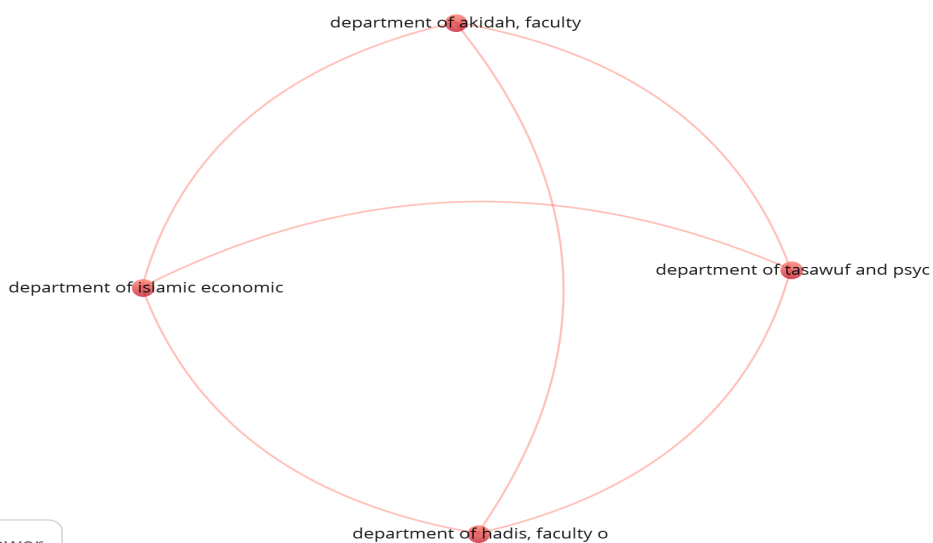 department of akidah, faculty
department of tasawuf and psyc
department of islamic economic
department of hadis, faculty o